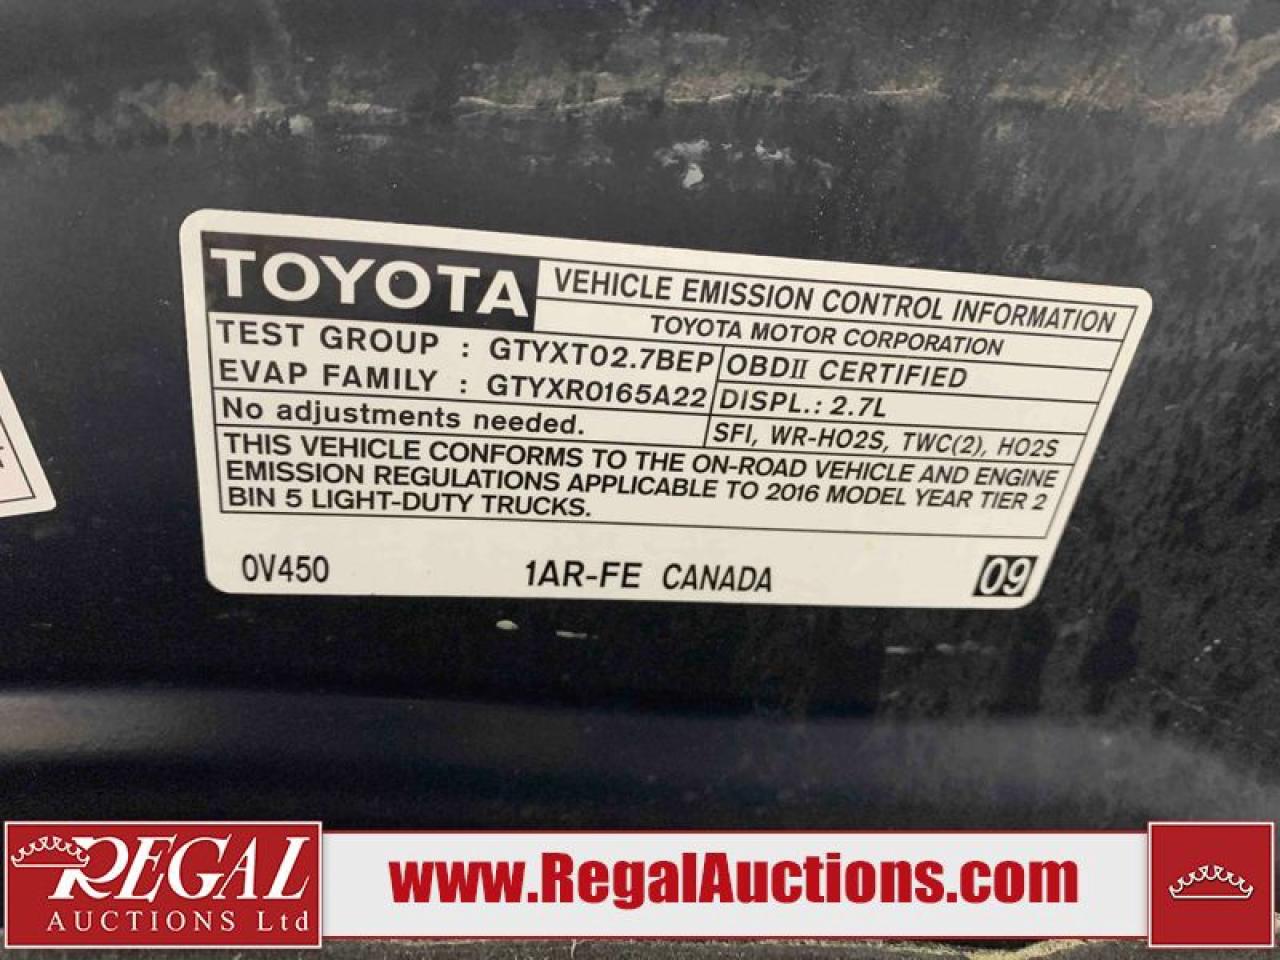 TOYOTA
VEHICLE EMISSION CONTROL INFORMATION
TOYOTA MOTOR CORPORATION
TEST GROUP : GTYXT02.7BEP
EVAP FAMILY : GTYXR0165A22
No adjustments needed.
OBDII CERTIFIED
DISPL.: 2.7L
SFI, WR-HO2S, TWC(2), HO2S
THIS VEHICLE CONFORMS TO THE ON-ROAD VEHICLE AND ENGINE
EMISSION REGULATIONS APPLICABLE TO 2016 MODEL YEAR TIER 2
BIN 5 LIGHT-DUTY TRUCKS.
0V450 1AR-FE CANADA 09
REGAL
AUCTIONS Ltd
www.RegalAuctions.com